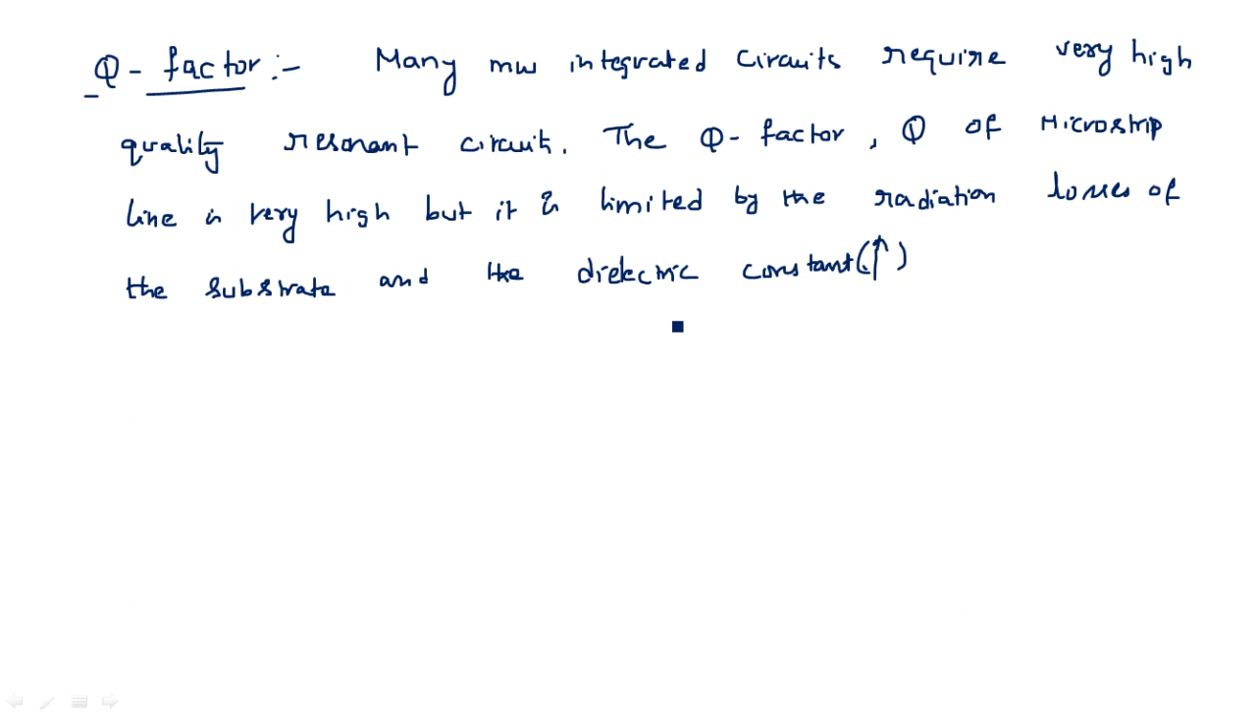 Q - factor :- Many mw integrated circuits require very high
quality resonant circuit. The Q- factor, Q of Microstrip
line is very high but it is limited by the radiation losses of
the substrate and the dielectric constant(↑)